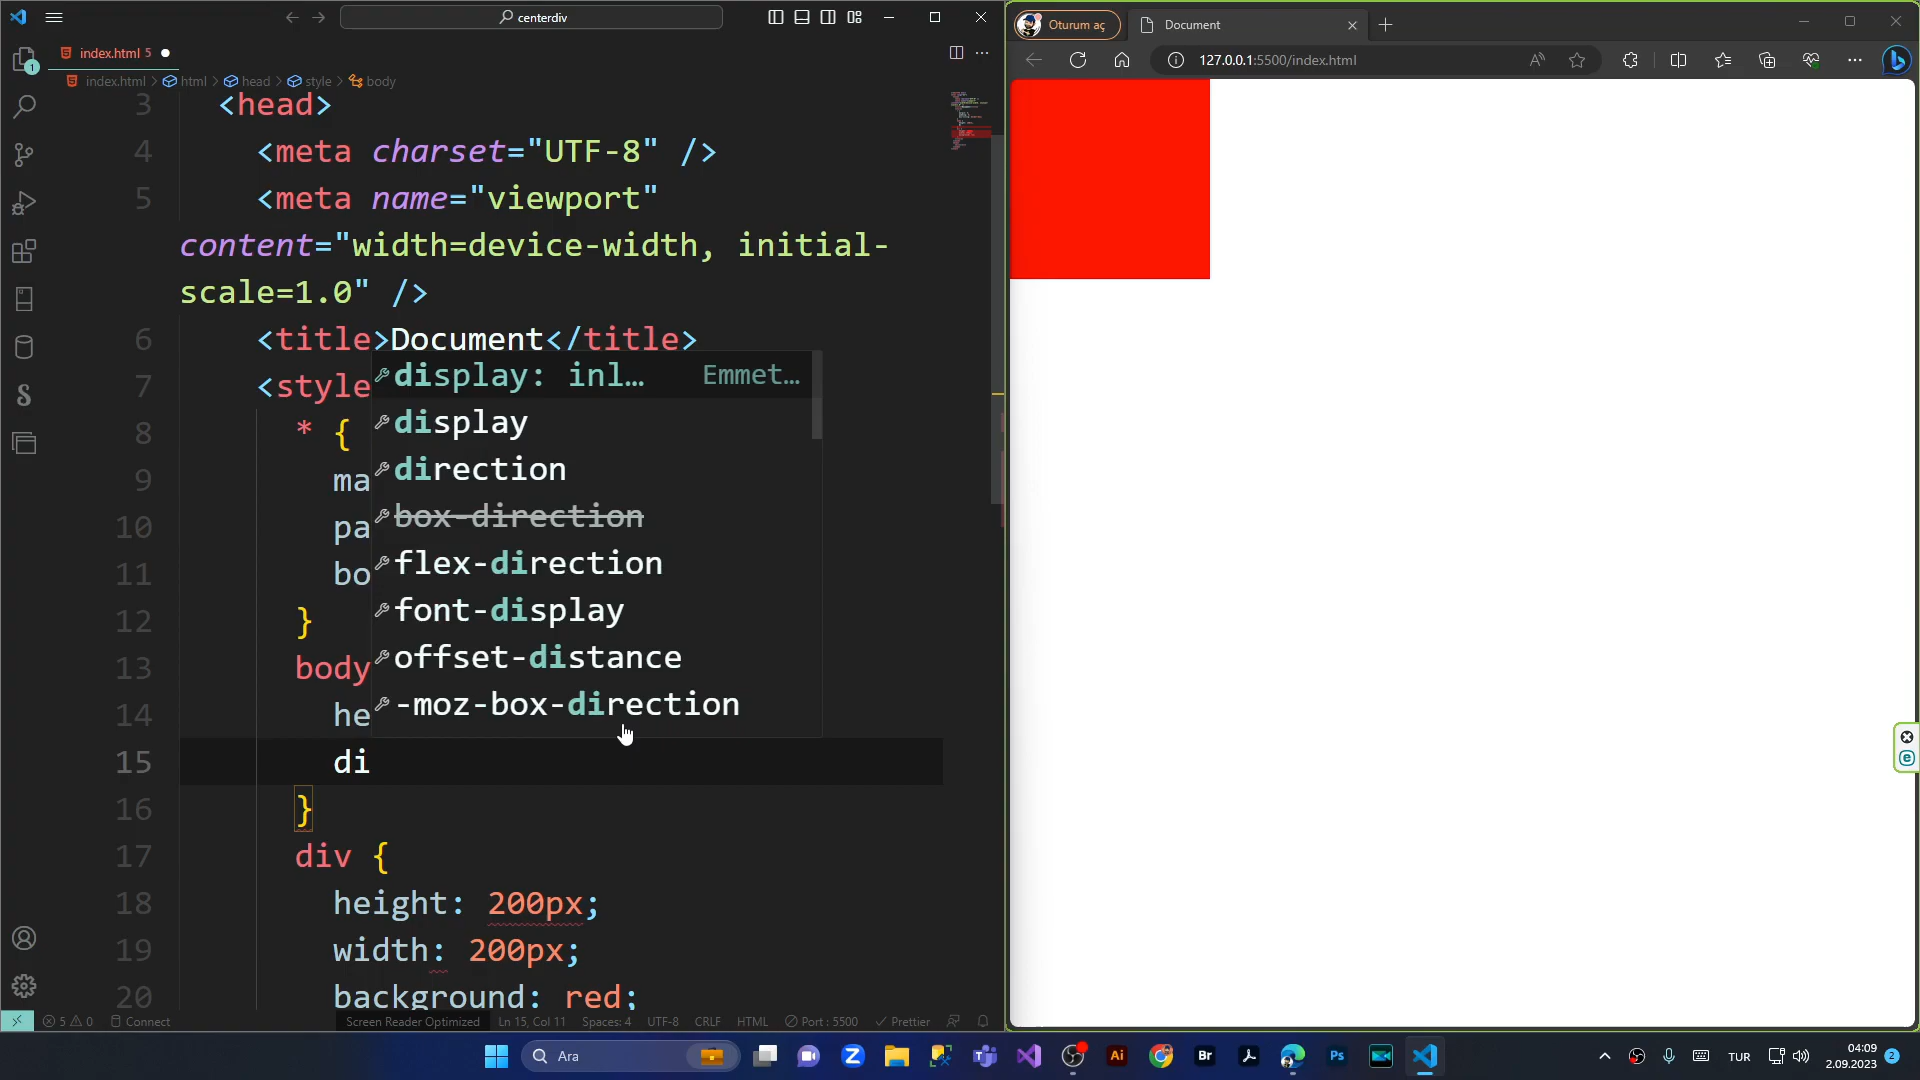 centerdiv
index.html 5
index.html > html > head > style > body
3 <head>
4 <meta charset="UTF-8" />
5 <meta name="viewport"
content="width=device-width, initial-
scale=1.0" />
6 <title>Document</title>
7 <style
8 * {
9 ma
10 pa
11 bo
12 }
13 body
14 he
15 di
16 }
17 div {
18 height: 200px;
19 width: 200px;
20 background: red;
display: inl… Emmet…
display
direction
box-direction
flex-direction
font-display
offset-distance
-moz-box-direction
5 0 Connect Screen Reader Optimized Ln 15, Col 11 Spaces: 4 UTF-8 CRLF HTML Port : 5500 Prettier
Oturum aç
Document
127.0.0.1:5500/index.html
Ara
TUR
04:09
2.09.2023
2